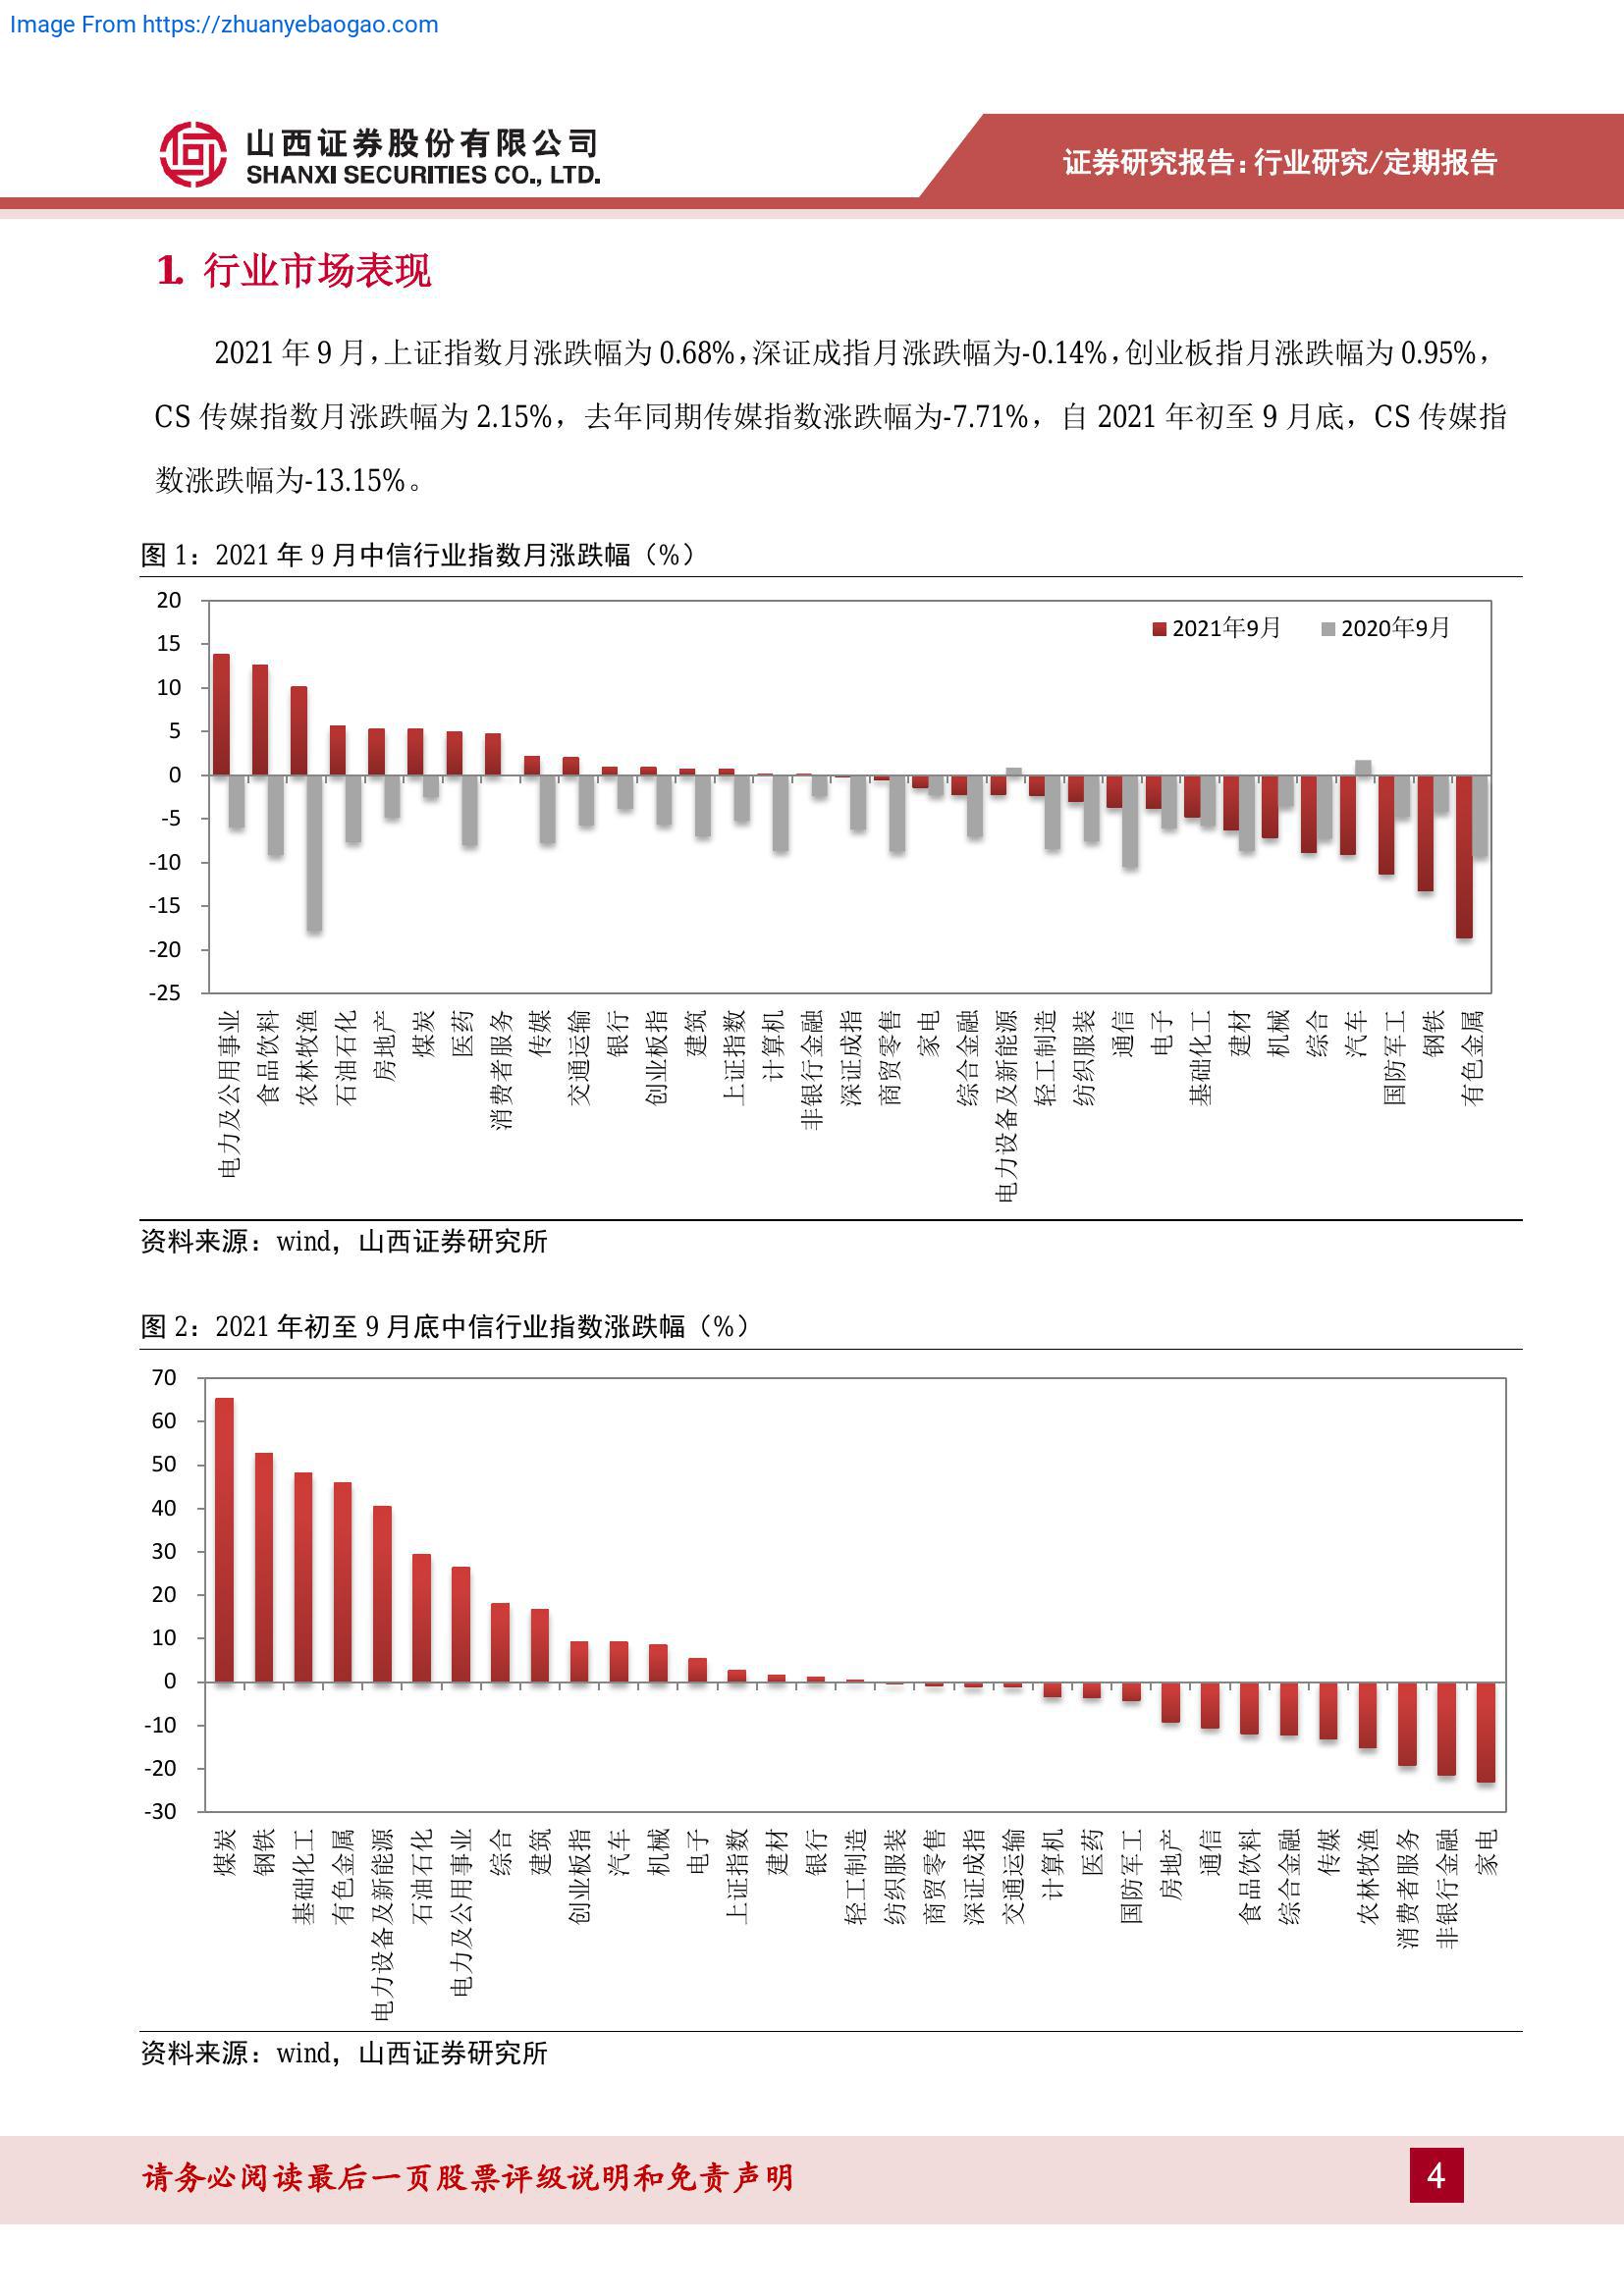 Image From https://zhuanyebaogao.com
山西证券股份有限公司
SHANXI SECURITIES CO., LTD.
证券研究报告：行业研究/定期报告
1. 行业市场表现
2021 年 9 月，上证指数月涨跌幅为 0.68%，深证成指月涨跌幅为-0.14%，创业板指月涨跌幅为 0.95%，
CS 传媒指数月涨跌幅为 2.15%，去年同期传媒指数涨跌幅为-7.71%，自 2021 年初至 9 月底，CS 传媒指
数涨跌幅为-13.15%。
图 1：2021 年 9 月中信行业指数月涨跌幅（%）
20
15
10
5
0
-5
-10
-15
-20
-25
2021年9月
2020年9月
电力及公用事业
食品饮料
农林牧渔
石油石化
房地产
煤炭
医药
消费者服务
传媒
交通运输
银行
创业板指
建筑
上证指数
计算机
非银行金融
深证成指
商贸零售
家电
综合金融
电力设备及新能源
轻工制造
纺织服装
通信
电子
基础化工
建材
机械
综合
汽车
国防军工
钢铁
有色金属
资料来源：wind，山西证券研究所
图 2：2021 年初至 9 月底中信行业指数涨跌幅（%）
70
60
50
40
30
20
10
0
-10
-20
-30
煤炭
钢铁
基础化工
有色金属
电力设备及新能源
石油石化
电力及公用事业
综合
建筑
创业板指
汽车
机械
电子
上证指数
建材
银行
轻工制造
纺织服装
商贸零售
深证成指
交通运输
计算机
医药
国防军工
房地产
通信
食品饮料
综合金融
传媒
农林牧渔
消费者服务
非银行金融
家电
资料来源：wind，山西证券研究所
请务必阅读最后一页股票评级说明和免责声明
4